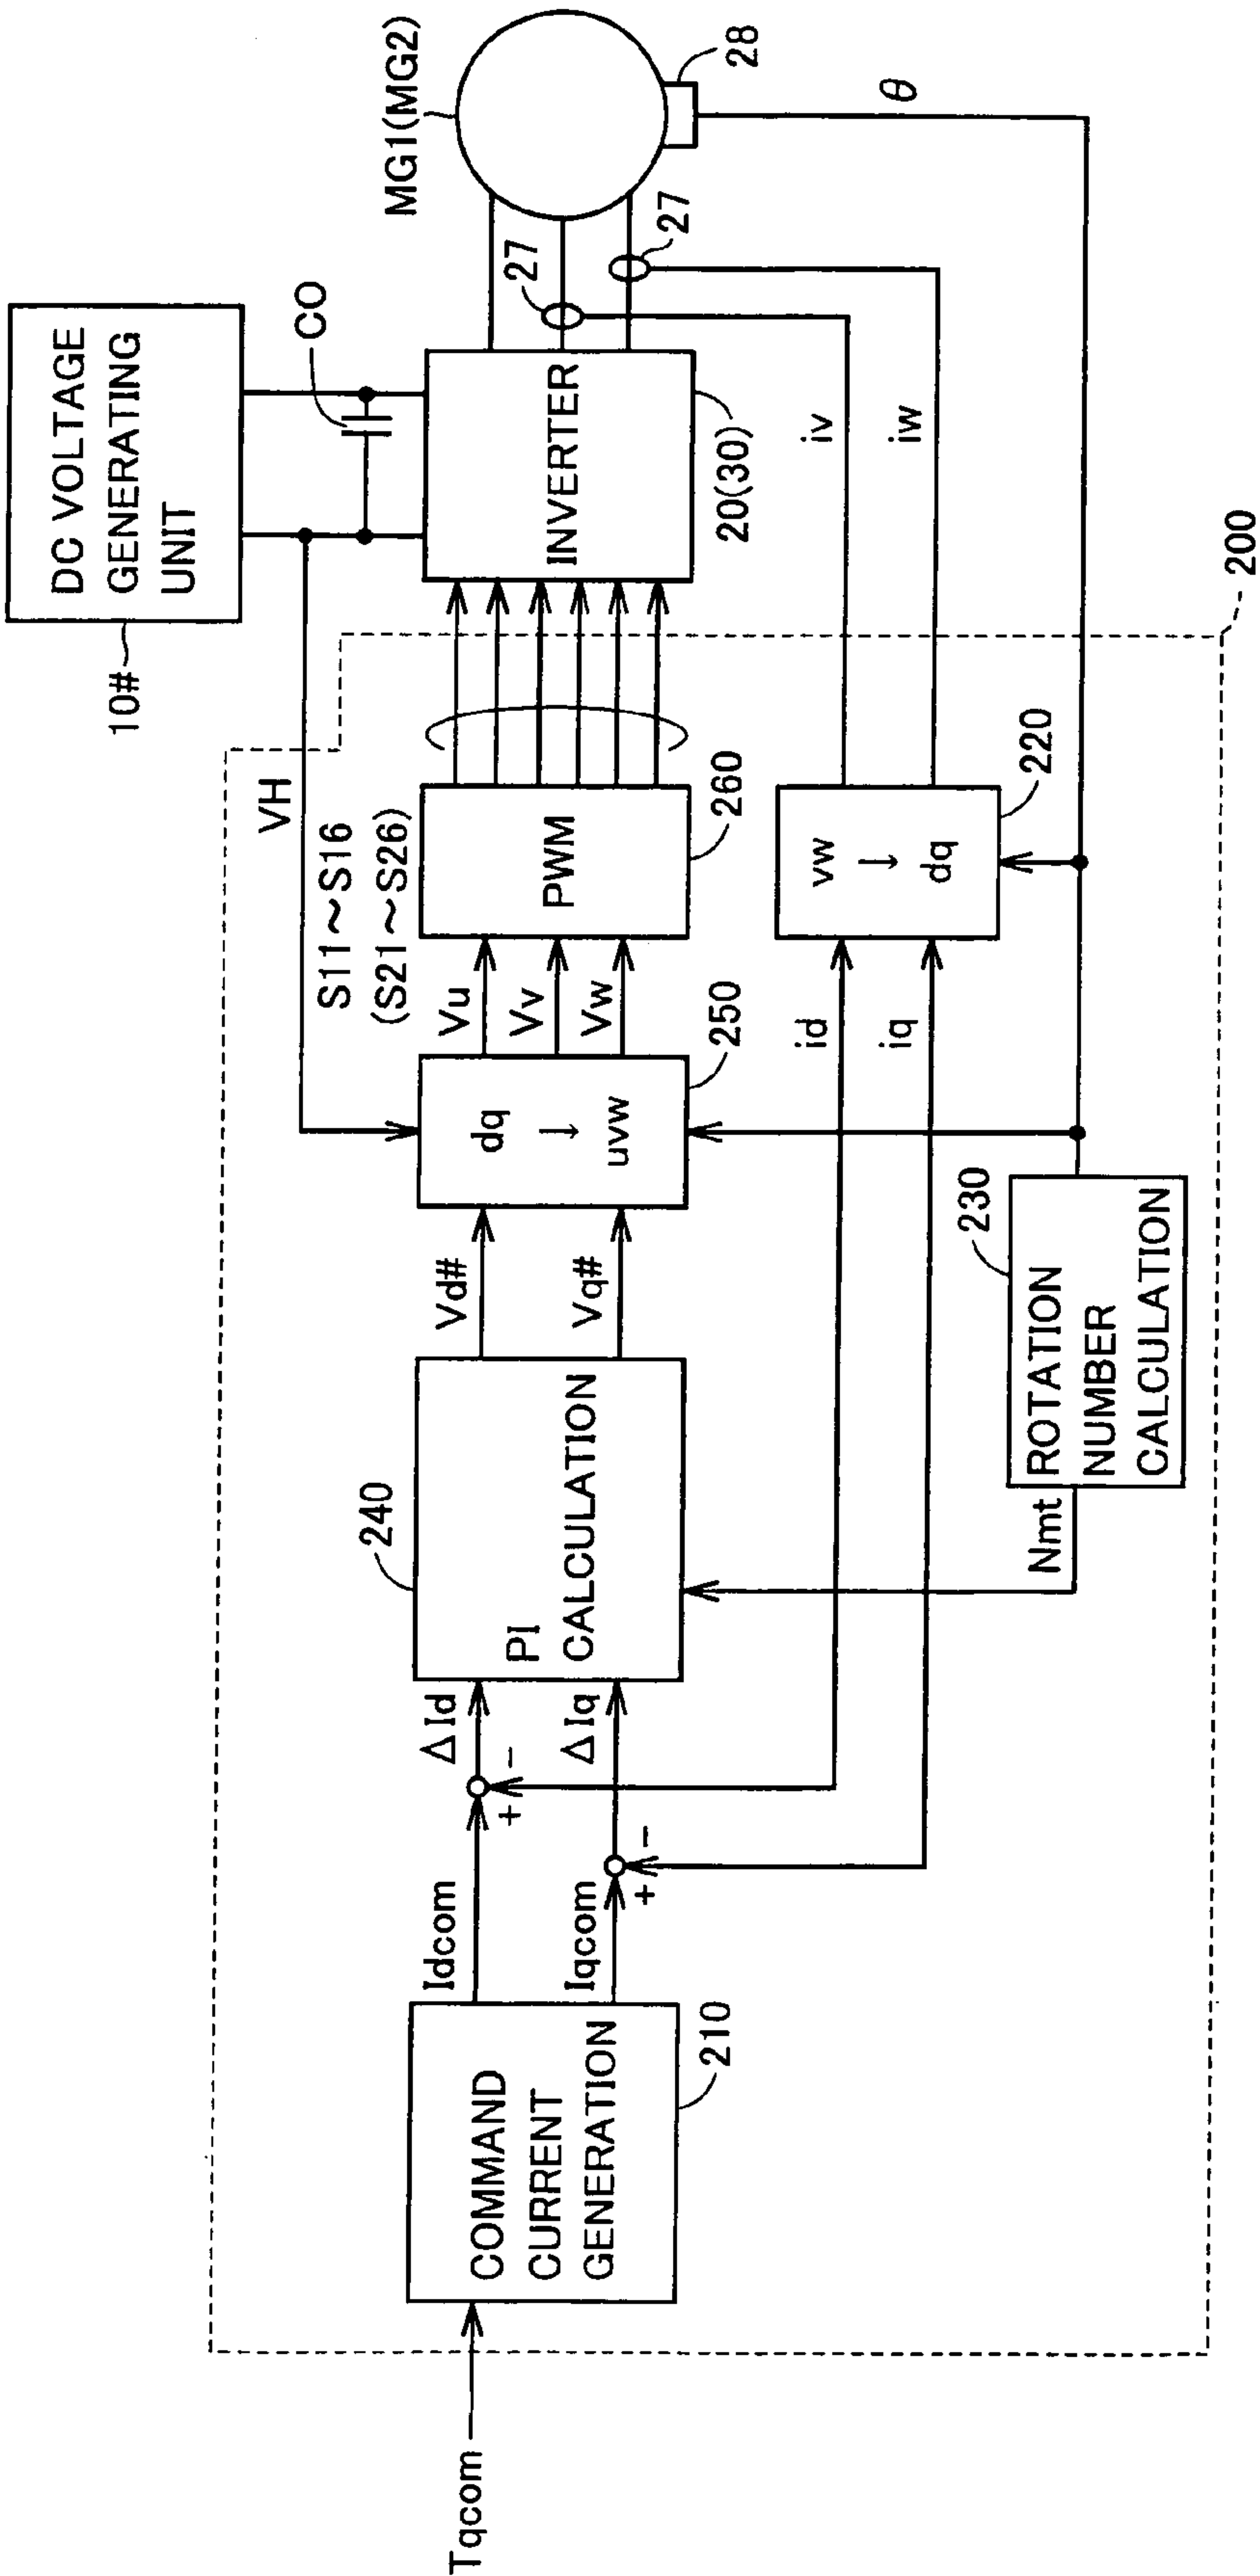 DC VOLTAGE
GENERATING
UNIT
10#
CO
MG1(MG2)
28
θ
27
27
INVERTER
20(30)
iv
iw
200
VH
S11~S16
(S21~S26)
PWM
260
vw
↓
dq
220
Vu
Vv
Vw
dq
↓
uvw
250
id
iq
Vd#
Vq#
230
ROTATION
NUMBER
CALCULATION
Nmt
240
PI
CALCULATION
ΔId
ΔIq
+
-
+
-
Idcom
Iqcom
COMMAND
CURRENT
GENERATION
210
Tqcom